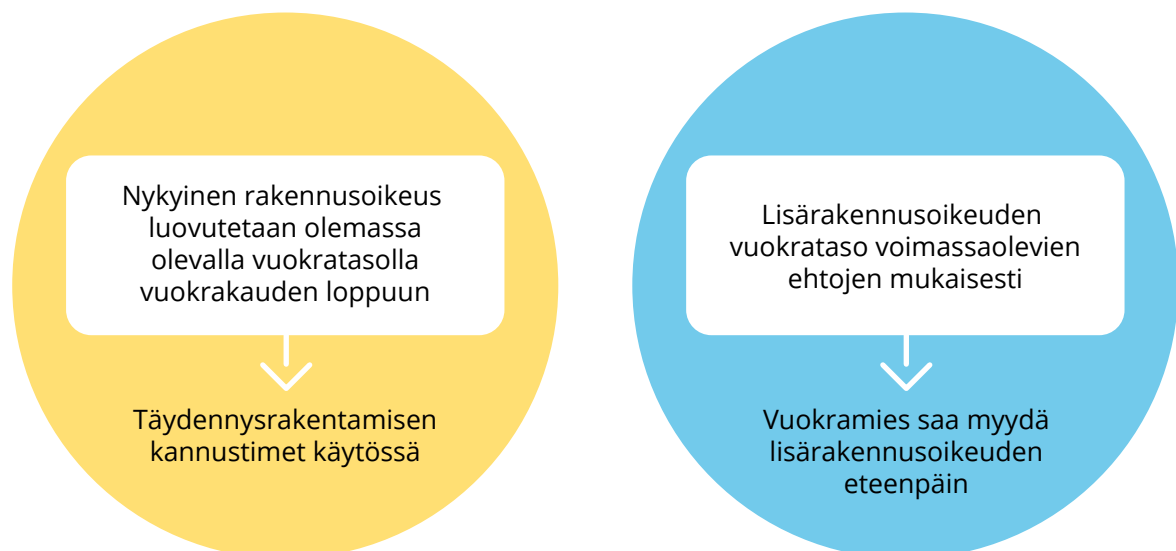 Nykyinen rakennusoikeus
luovutetaan olemassa
olevalla vuokratasolla
vuokrakauden loppuun
Täydennysrakentamisen
kannustimet käytössä
Lisärakennusoikeuden
vuokrataso voimassaolevien
ehtojen mukaisesti
Vuokramies saa myydä
lisärakennusoikeuden
eteenpäin